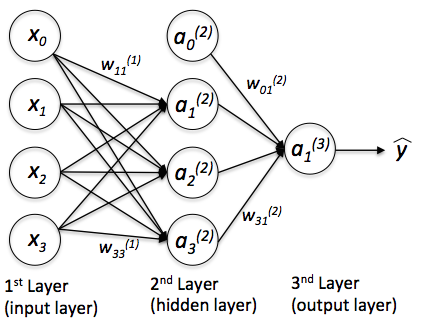 x₀
a₀⁽²⁾
w₁₁⁽¹⁾
w₀₁⁽²⁾
x₁
a₁⁽²⁾
a₁⁽³⁾
ŷ
x₂
a₂⁽²⁾
w₃₁⁽²⁾
x₃
w₃₃⁽¹⁾
a₃⁽²⁾
1ˢᵗ Layer
(input layer)
2ⁿᵈ Layer
(hidden layer)
3ⁿᵈ Layer
(output layer)